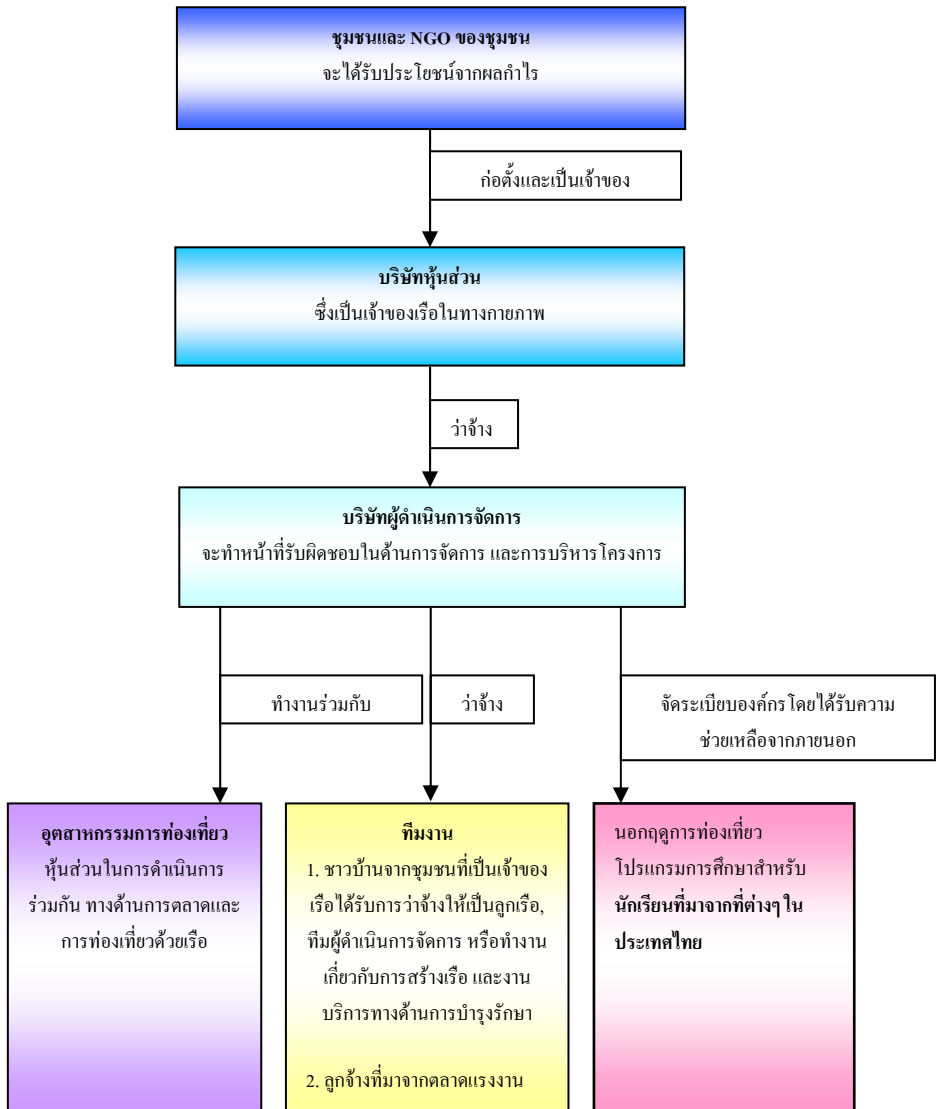 ชุมชนและ NGO ของชุมชน
จะได้รับประโยชน์จากผลกำไร
ก่อตั้งและเป็นเจ้าของ
บริษัทหุ้นส่วน
ซึ่งเป็นเจ้าของเรือในทางกายภาพ
ว่าจ้าง
บริษัทผู้ดำเนินการจัดการ
จะทำหน้าที่รับผิดชอบในด้านการจัดการ และการบริหารโครงการ
ทำงานร่วมกับ
ว่าจ้าง
จัดระเบียบองค์กรโดยได้รับความ
ช่วยเหลือจากภายนอก
อุตสาหกรรมการท่องเที่ยว
หุ้นส่วนในการดำเนินการ
ร่วมกัน ทางด้านการตลาดและ
การท่องเที่ยวด้วยเรือ
ทีมงาน
1. ชาวบ้านจากชุมชนที่เป็นเจ้าของ
เรือได้รับการว่าจ้างให้เป็นลูกเรือ,
ทีมผู้ดำเนินการจัดการ หรือทำงาน
เกี่ยวกับการสร้างเรือ และงาน
บริการทางด้านการบำรุงรักษา
2. ลูกจ้างที่มาจากตลาดแรงงาน
นอกฤดูการท่องเที่ยว
โปรแกรมการศึกษาสำหรับ
นักเรียนที่มาจากที่ต่างๆ ใน
ประเทศไทย